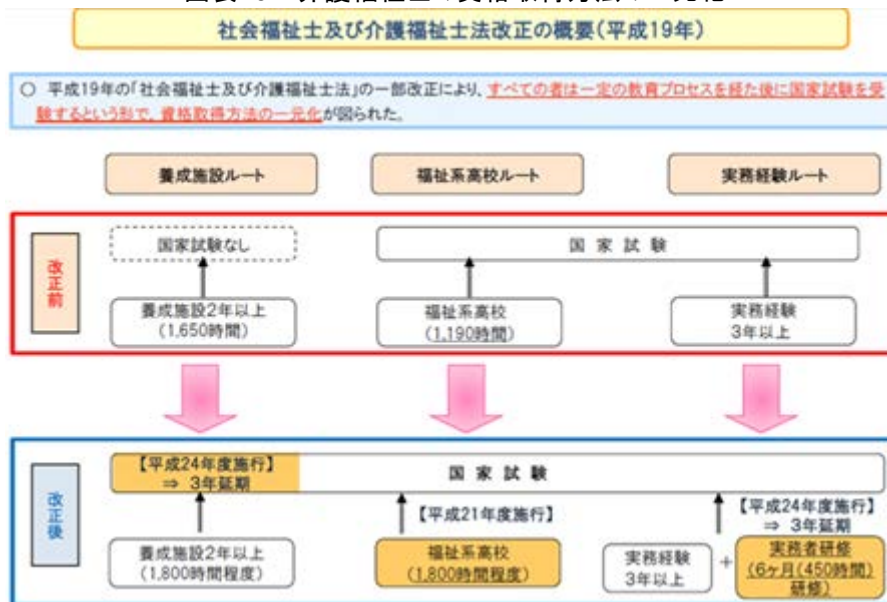 社会福祉士及び介護福祉士法改正の概要(平成19年)
○ 平成19年の「社会福祉士及び介護福祉士法」の一部改正により、すべての者は一定の教育プロセスを経た後に国家試験を受
験するという形で、資格取得方法の一元化が図られた。
養成施設ルート
福祉系高校ルート
実務経験ルート
改正前
国家試験なし
国家試験
養成施設2年以上
(1,650時間)
福祉系高校
(1,190時間)
実務経験
3年以上
改正後
【平成24年度施行】
⇒ 3年延期
国家試験
【平成21年度施行】
【平成24年度施行】
⇒ 3年延期
養成施設2年以上
(1,800時間程度)
福祉系高校
(1,800時間程度)
実務経験
3年以上
+
実務者研修
(6ヶ月(450時間)
研修)